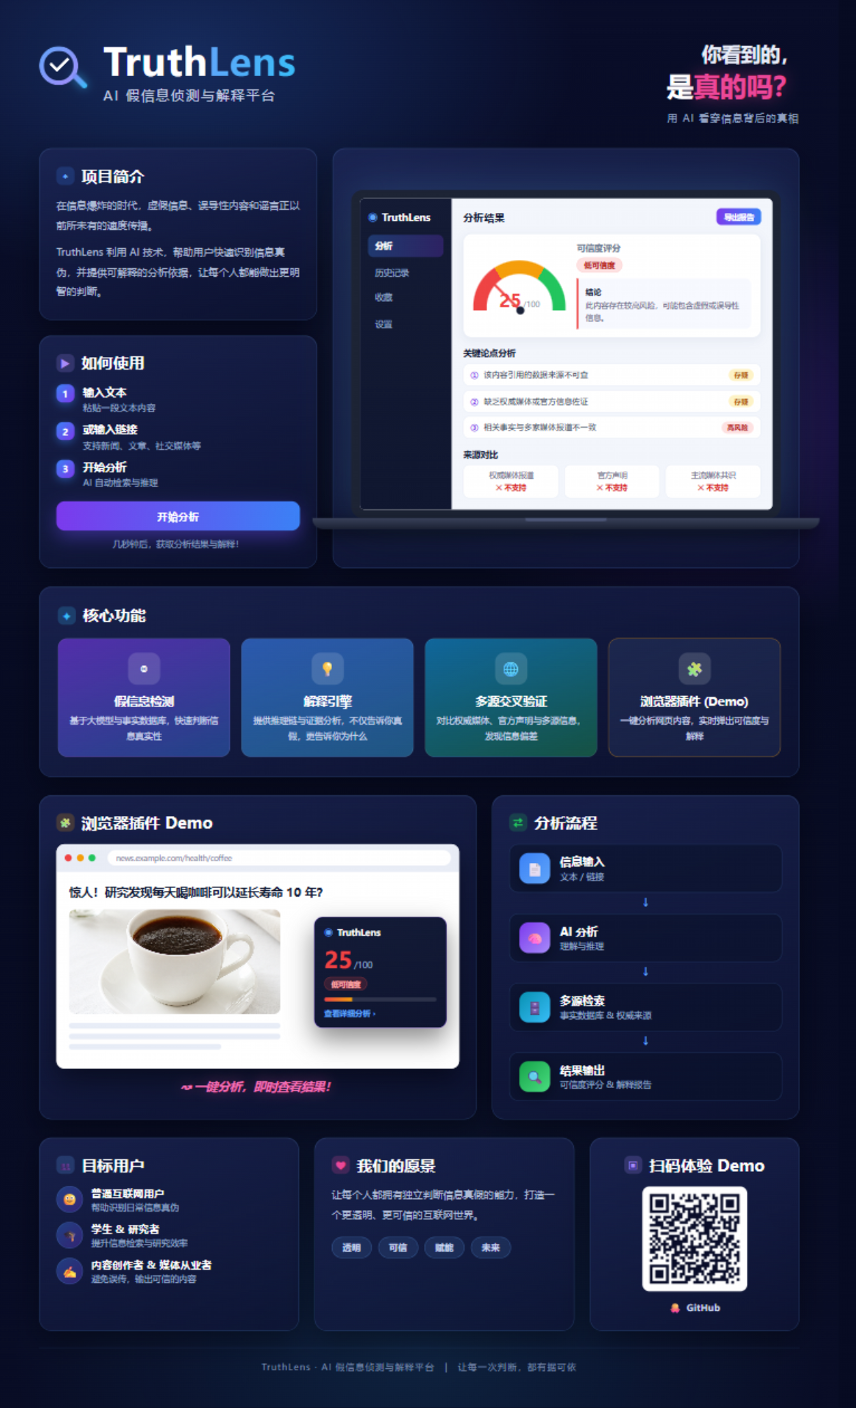 TruthLens
AI 假信息侦测与解释平台
你看到的，
是真的吗？
用 AI 看穿信息背后的真相
项目简介
在信息爆炸的时代，虚假信息、误导性内容和谣言正以
前所未有的速度传播。
TruthLens 利用 AI 技术，帮助用户快速识别信息真
伪，并提供可解释的分析依据，让每个人都能做出更明
智的判断。
如何使用
1 输入文本
粘贴一段文本内容
2 或输入链接
支持新闻、文章、社交媒体等
3 开始分析
AI 自动检索与推理
开始分析
几秒钟后，获取分析结果与解释！
TruthLens
分析
历史记录
收藏
设置
分析结果
导出报告
25 /100
可信度评分
低可信度
结论
此内容存在较高风险，可能包含虚假或误导性
信息。
关键论点分析
① 该内容引用的数据来源不可查
存疑
② 缺乏权威媒体或官方信息佐证
存疑
③ 相关事实与多家媒体报道不一致
高风险
来源对比
权威媒体报道
✕ 不支持
官方声明
✕ 不支持
主流媒体共识
✕ 不支持
核心功能
假信息检测
基于大模型与事实数据库，快速判断信
息真实性
解释引擎
提供推理链与证据分析，不仅告诉你真
假，更告诉你为什么
多源交叉验证
对比权威媒体、官方声明与多源信息，
发现信息偏差
浏览器插件 (Demo)
一键分析网页内容，实时弹出可信度与
解释
浏览器插件 Demo
news.example.com/health/coffee
惊人！研究发现每天喝咖啡可以延长寿命 10 年？
TruthLens
25 /100
低可信度
查看详细分析 ›
一键分析，即时查看结果！
分析流程
信息输入
文本 / 链接
↓
AI 分析
理解与推理
↓
多源检索
事实数据库 & 权威来源
↓
结果输出
可信度评分 & 解释报告
目标用户
普通互联网用户
帮助识别日常信息真伪
学生 & 研究者
提升信息检索与研究效率
内容创作者 & 媒体从业者
避免误传，输出可信的内容
我们的愿景
让每个人都拥有独立判断信息真假的能力，打造一
个更透明、更可信的互联网世界。
透明
可信
赋能
未来
扫码体验 Demo
GitHub
TruthLens · AI 假信息侦测与解释平台 | 让每一次判断，都有据可依